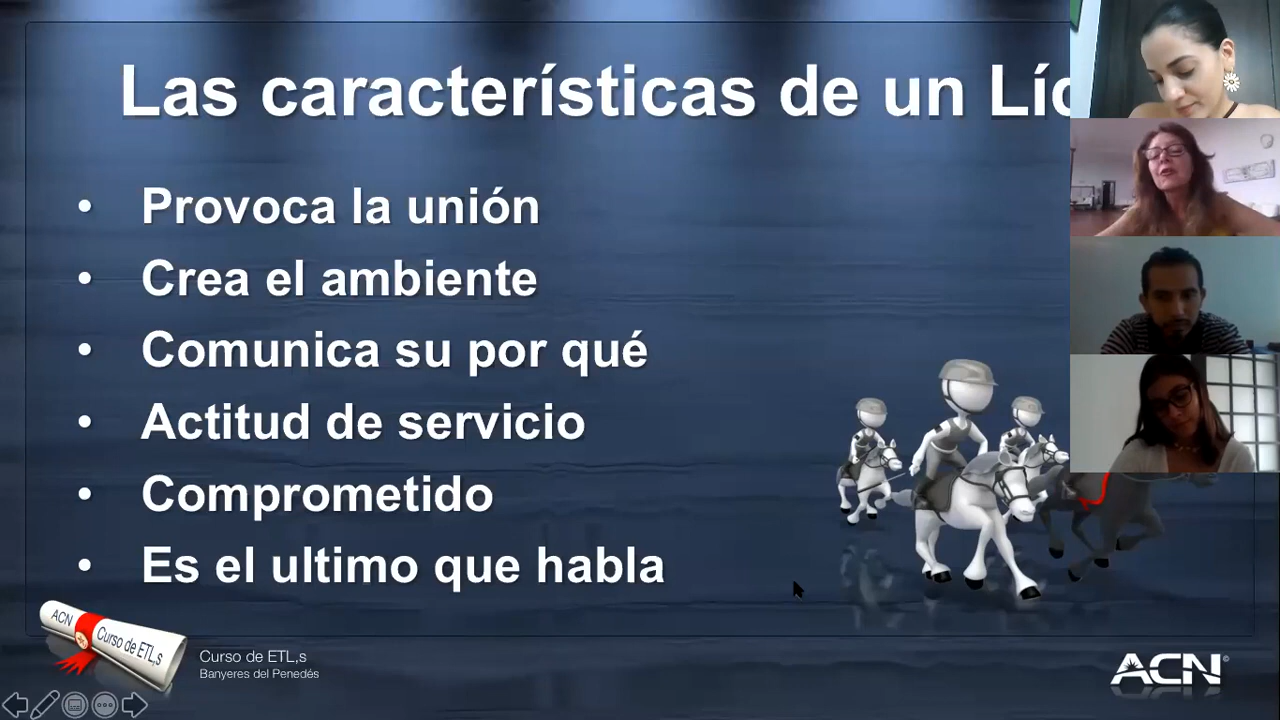 Las características de un Líd
• Provoca la unión
• Crea el ambiente
• Comunica su por qué
• Actitud de servicio
• Comprometido
• Es el ultimo que habla
ACN
Curso de ETL,s
Curso de ETL,s
Banyeres del Penedés
ACN©